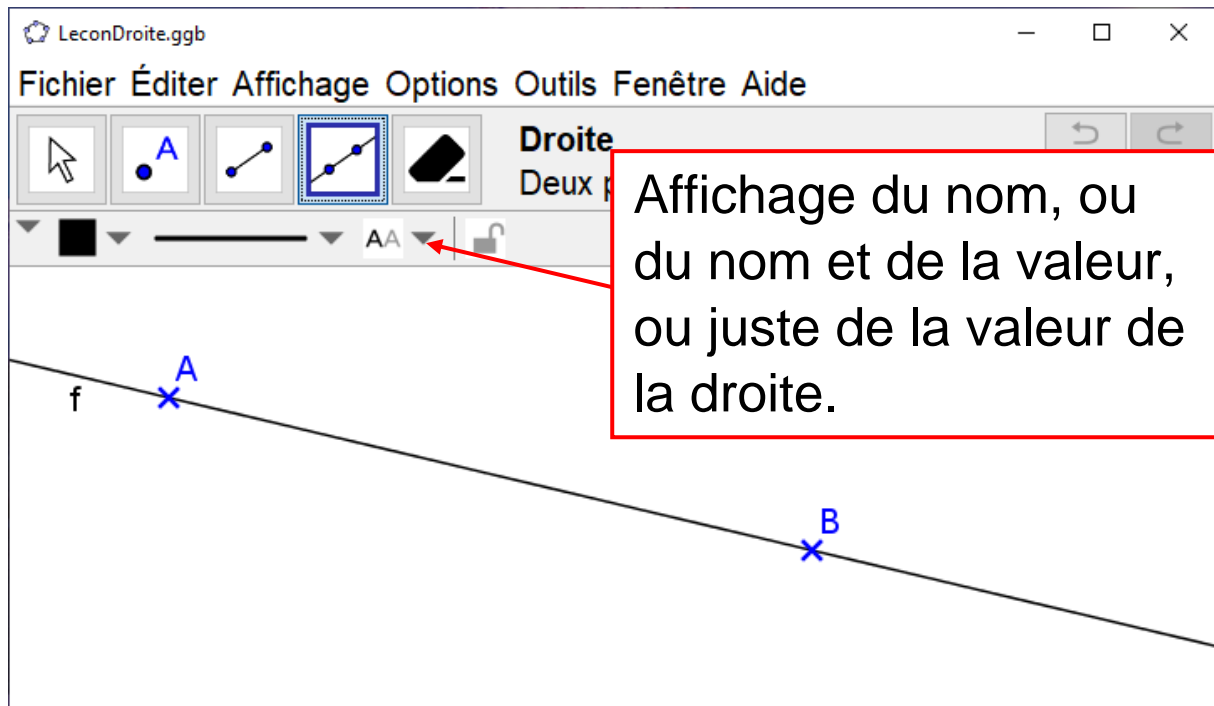 LeconDroite.ggb
Fichier Éditer Affichage Options Outils Fenêtre Aide
A
Droite
Deux p
AA
Affichage du nom, ou
du nom et de la valeur,
ou juste de la valeur de
la droite.
A
f
B